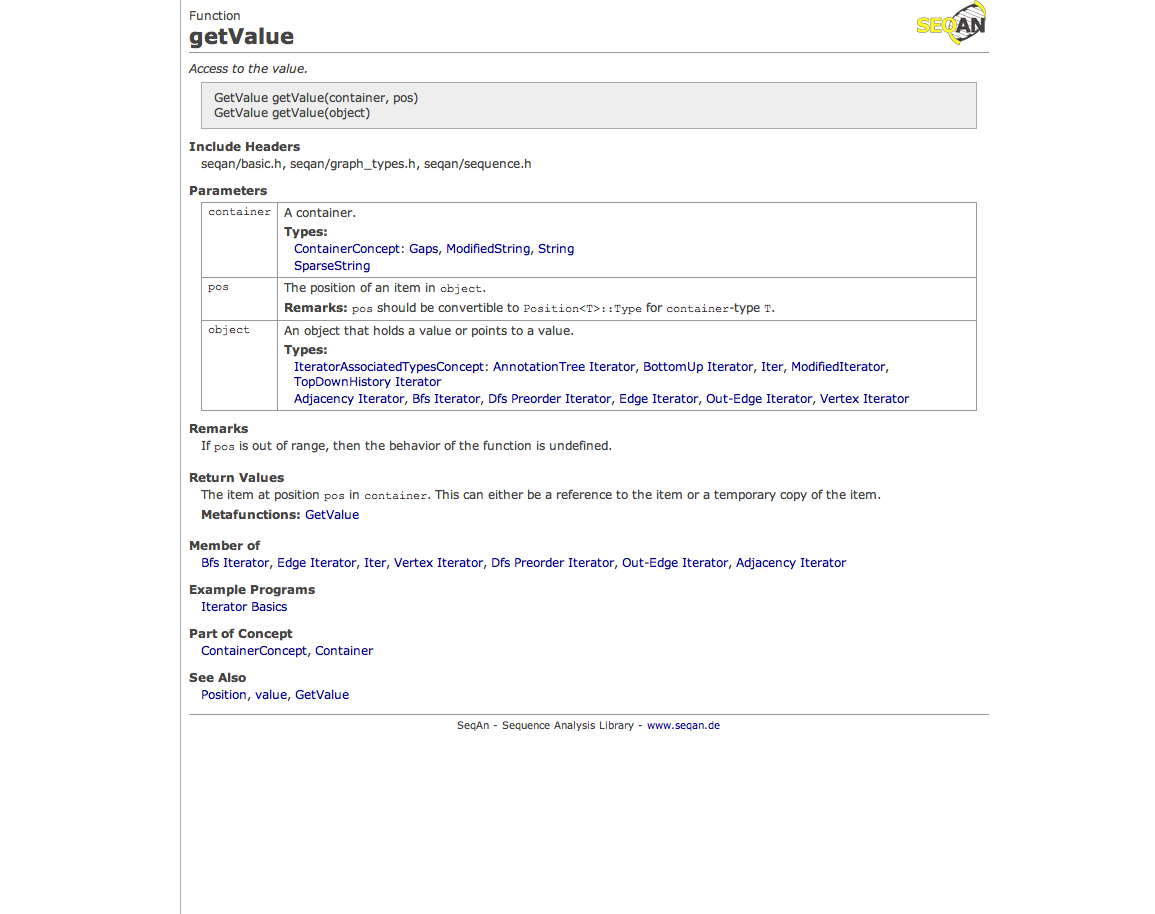 Function
SEQAN
getValue
Access to the value.
GetValue getValue(container, pos)
GetValue getValue(object)
Include Headers
seqan/basic.h, seqan/graph_types.h, seqan/sequence.h
Parameters
container
A container.
Types:
ContainerConcept: Gaps, ModifiedString, String
SparseString
pos
The position of an item in object.
Remarks: pos should be convertible to Position<T>::Type for container-type T.
object
An object that holds a value or points to a value.
Types:
IteratorAssociatedTypesConcept: AnnotationTree Iterator, BottomUp Iterator, Iter, ModifiedIterator,
TopDownHistory Iterator
Adjacency Iterator, Bfs Iterator, Dfs Preorder Iterator, Edge Iterator, Out-Edge Iterator, Vertex Iterator
Remarks
If pos is out of range, then the behavior of the function is undefined.
Return Values
The item at position pos in container. This can either be a reference to the item or a temporary copy of the item.
Metafunctions: GetValue
Member of
Bfs Iterator, Edge Iterator, Iter, Vertex Iterator, Dfs Preorder Iterator, Out-Edge Iterator, Adjacency Iterator
Example Programs
Iterator Basics
Part of Concept
ContainerConcept, Container
See Also
Position, value, GetValue
SeqAn - Sequence Analysis Library - www.seqan.de